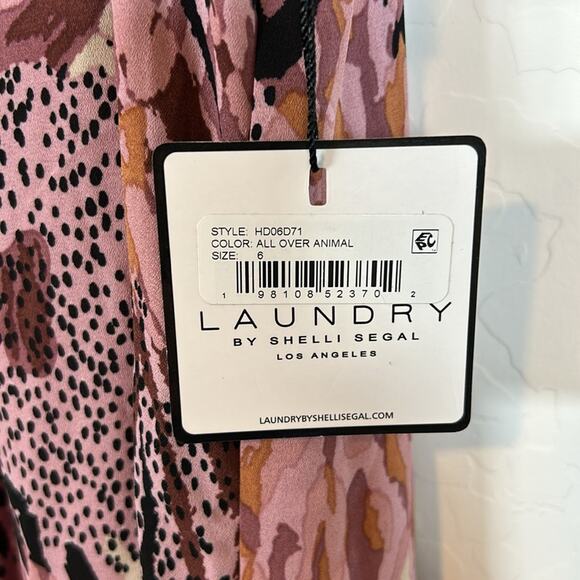 STYLE: HD06D71
COLOR: ALL OVER ANIMAL
SIZE: 6
1 98108 52370 2
LAUNDRY
BY SHELLI SEGAL
LOS ANGELES
LAUNDRYBYSHELLISEGAL.COM